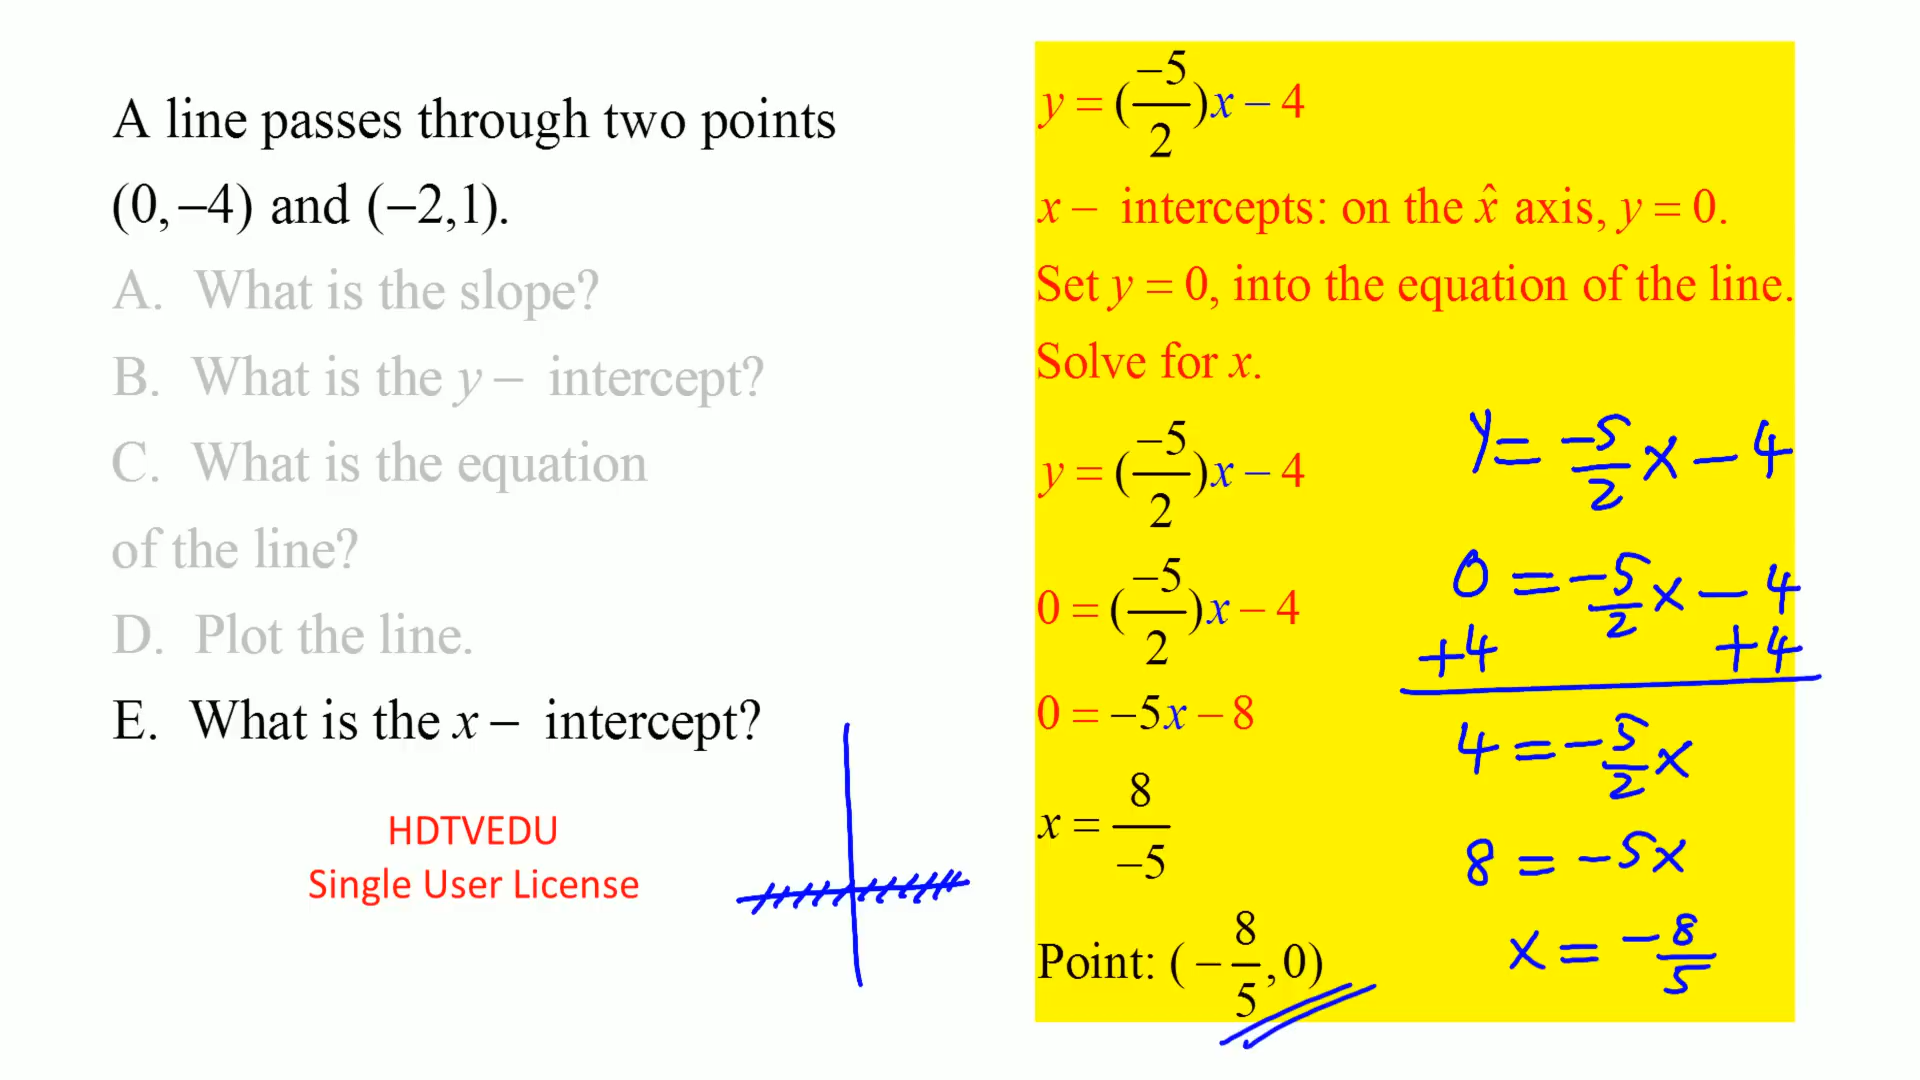 A line passes through two points
(0,−4) and (−2,1).
A. What is the slope?
B. What is the y − intercept?
C. What is the equation
of the line?
D. Plot the line.
E. What is the x − intercept?
HDTVEDU
Single User License
y = (−5/2)x − 4
x − intercepts: on the x̂ axis, y = 0.
Set y = 0, into the equation of the line.
Solve for x.
y = (−5/2)x − 4
0 = (−5/2)x − 4
0 = −5x − 8
x = 8/−5
Point: (−8/5,0)
y = −5/2 x − 4
0 = −5/2 x − 4
+4 +4
4 = −5/2 x
8 = −5x
x = −8/5